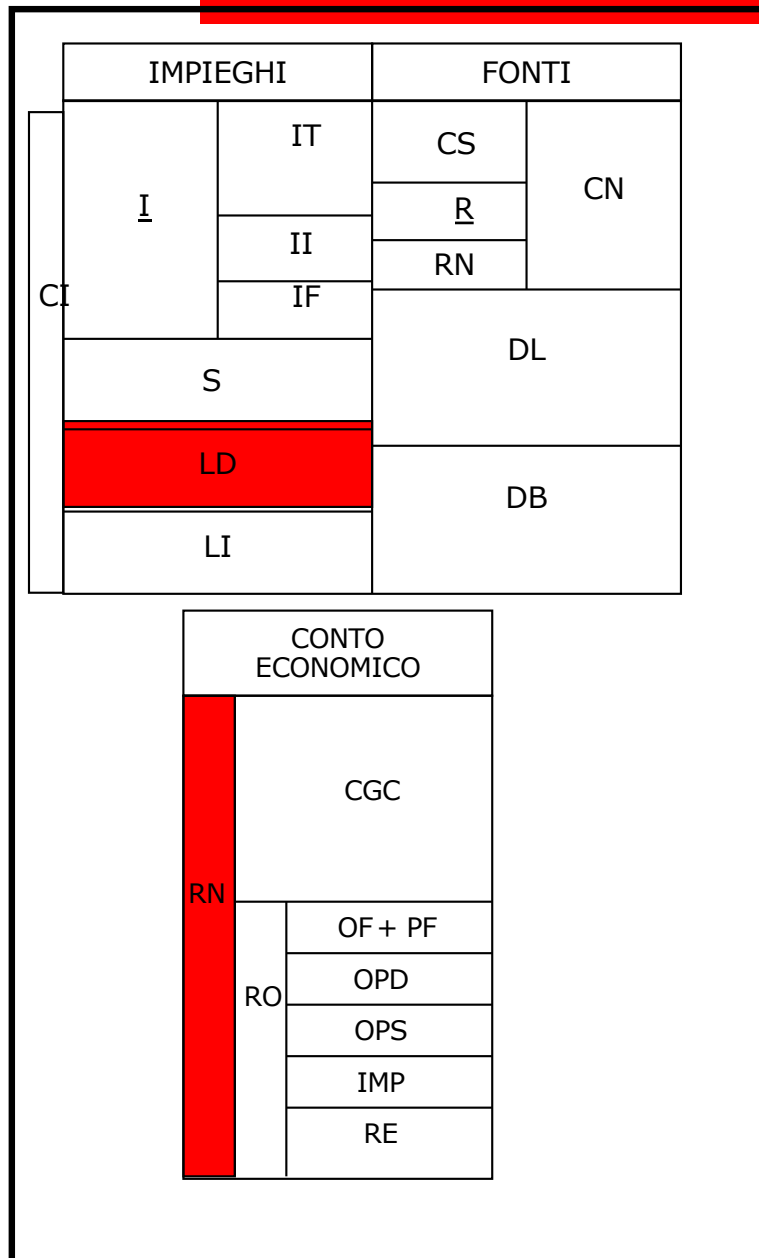 IMPIEGHI FONTI
IT
CS
CN
I
R
II
RN
CI
IF
DL
S
LD
DB
LI
CONTO
ECONOMICO
CGC
RN
OF + PF
OPD
RO
OPS
IMP
RE